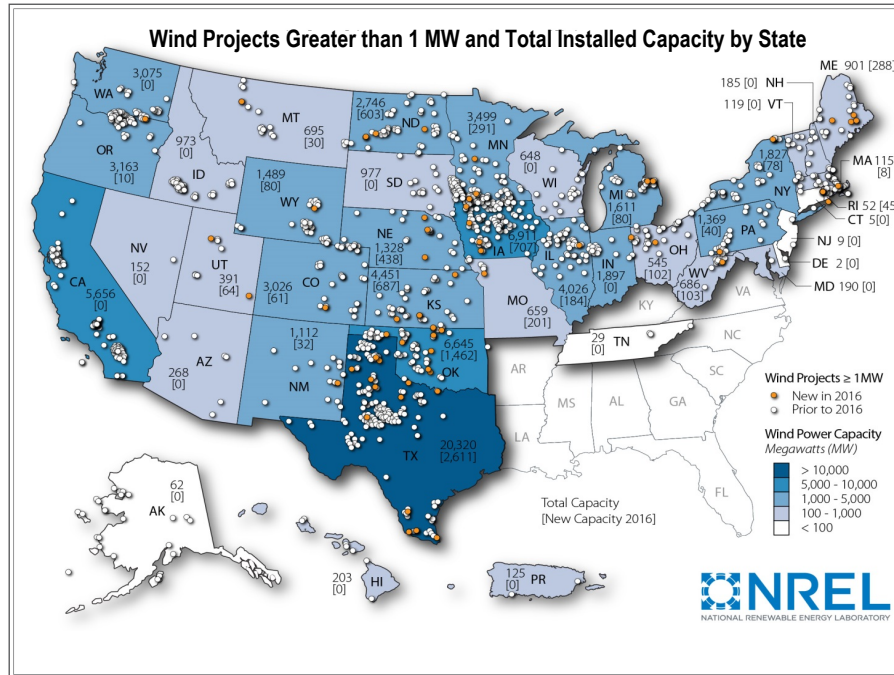 Wind Projects Greater than 1 MW and Total Installed Capacity by State
ME 901 [288]
185 [0] NH
119 [0] VT
3,075
[0]
WA
MT
695
[30]
2,746
[603]
ND
3,499
[291]
MN
OR
3,163
[10]
973
[0]
ID
1,489
[80]
WY
977
[0]
SD
648
[0]
WI
MI
1,611
[80]
1,827
[78]
NY
MA 115
[8]
RI 52 [45
CT 5[0]
NJ 9 [0]
DE 2 [0]
MD 190 [0]
1,369
[40]
PA
NE
1,328
[438]
6,911
[707]
IA
IL
4,026
[184]
IN
1,897
[0]
OH
545
[102]
WV
686
[103]
NV
152
[0]
UT
391
[64]
CO
3,026
[61]
4,451
[687]
KS
MO
659
[201]
KY
VA
CA
5,656
[0]
AZ
268
[0]
1,112
[32]
NM
6,645
[1,462]
OK
AR
29
[0]
TN
NC
SC
MS
AL
GA
LA
FL
TX
20,320
[2,611]
62
[0]
AK
203
[0]
HI
125
[0]
PR
Total Capacity
[New Capacity 2016]
Wind Projects ≥ 1MW
New in 2016
Prior to 2016
Wind Power Capacity
Megawatts (MW)
> 10,000
5,000 - 10,000
1,000 - 5,000
100 - 1,000
< 100
NREL
NATIONAL RENEWABLE ENERGY LABORATORY